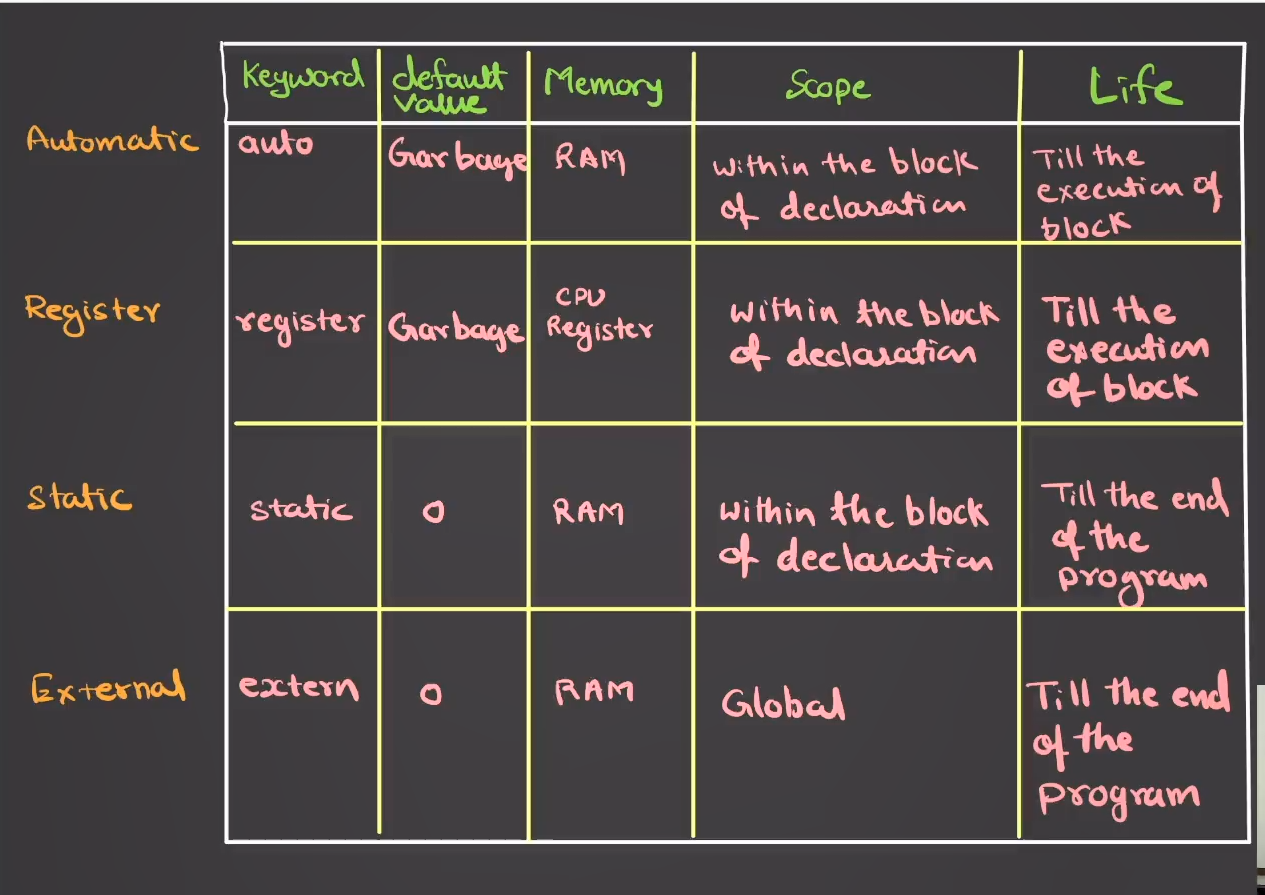 Keyword default value Memory Scope Life
Automatic auto Garbage RAM within the block of declaration Till the execution of block
Register register Garbage CPU Register within the block of declaration Till the execution of block
Static static 0 RAM within the block of declaration Till the end of the program
External extern 0 RAM Global Till the end of the program